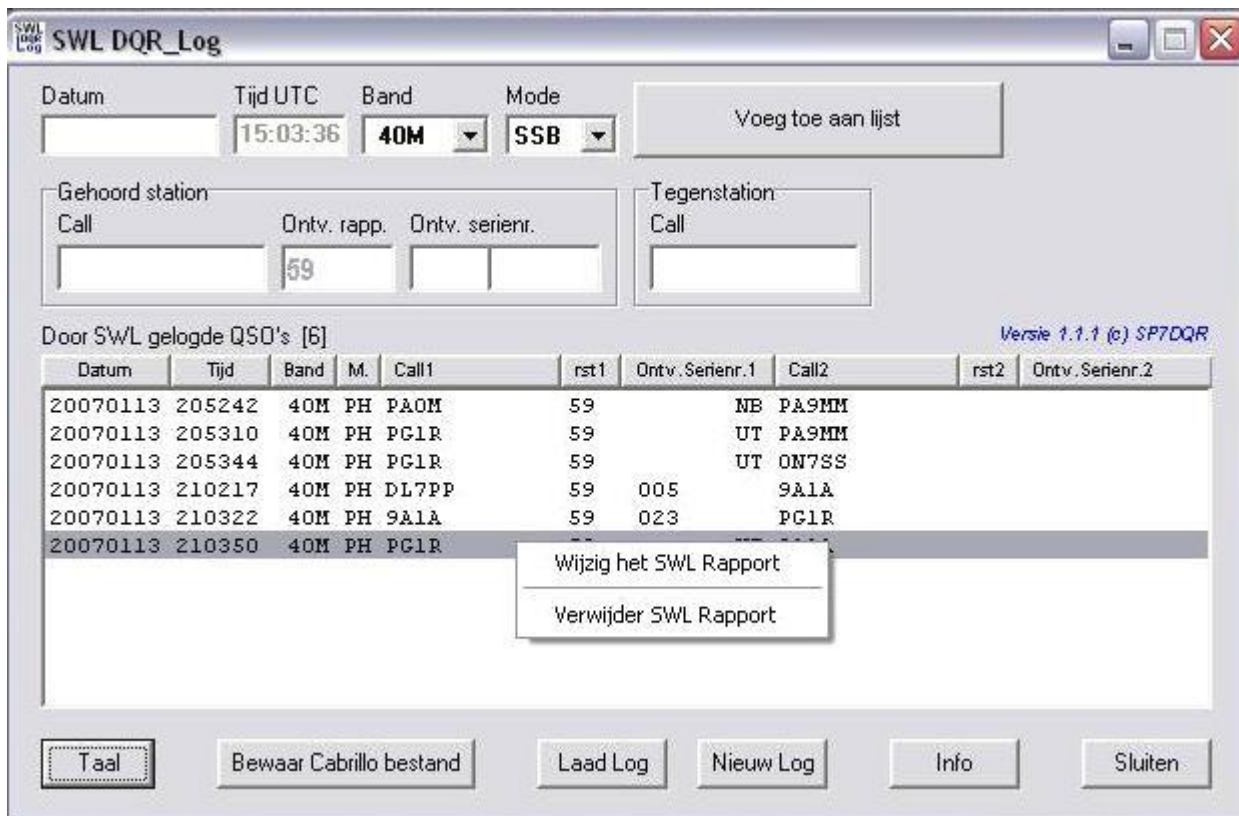 SWL DQR_Log
Datum Tijd UTC Band Mode
15:03:36 40M SSB Voeg toe aan lijst
Gehoord station Tegenstation
Call Ontv. rapp. Ontv. serienr. Call
59
Door SWL gelogde QSO's [6] Versie 1.1.1 (c) SP7DQR
Datum Tijd Band M. Call1 rst1 Ontv.Serienr.1 Call2 rst2 Ontv.Serienr.2
20070113 205242 40M PH PA0M 59 NB PA9MM
20070113 205310 40M PH PG1R 59 UT PA9MM
20070113 205344 40M PH PG1R 59 UT ON7SS
20070113 210217 40M PH DL7PP 59 005 9A1A
20070113 210322 40M PH 9A1A 59 023 PG1R
20070113 210350 40M PH PG1R
Wijzig het SWL Rapport
Verwijder SWL Rapport
Taal Bewaar Cabrillo bestand Laad Log Nieuw Log Info Sluiten